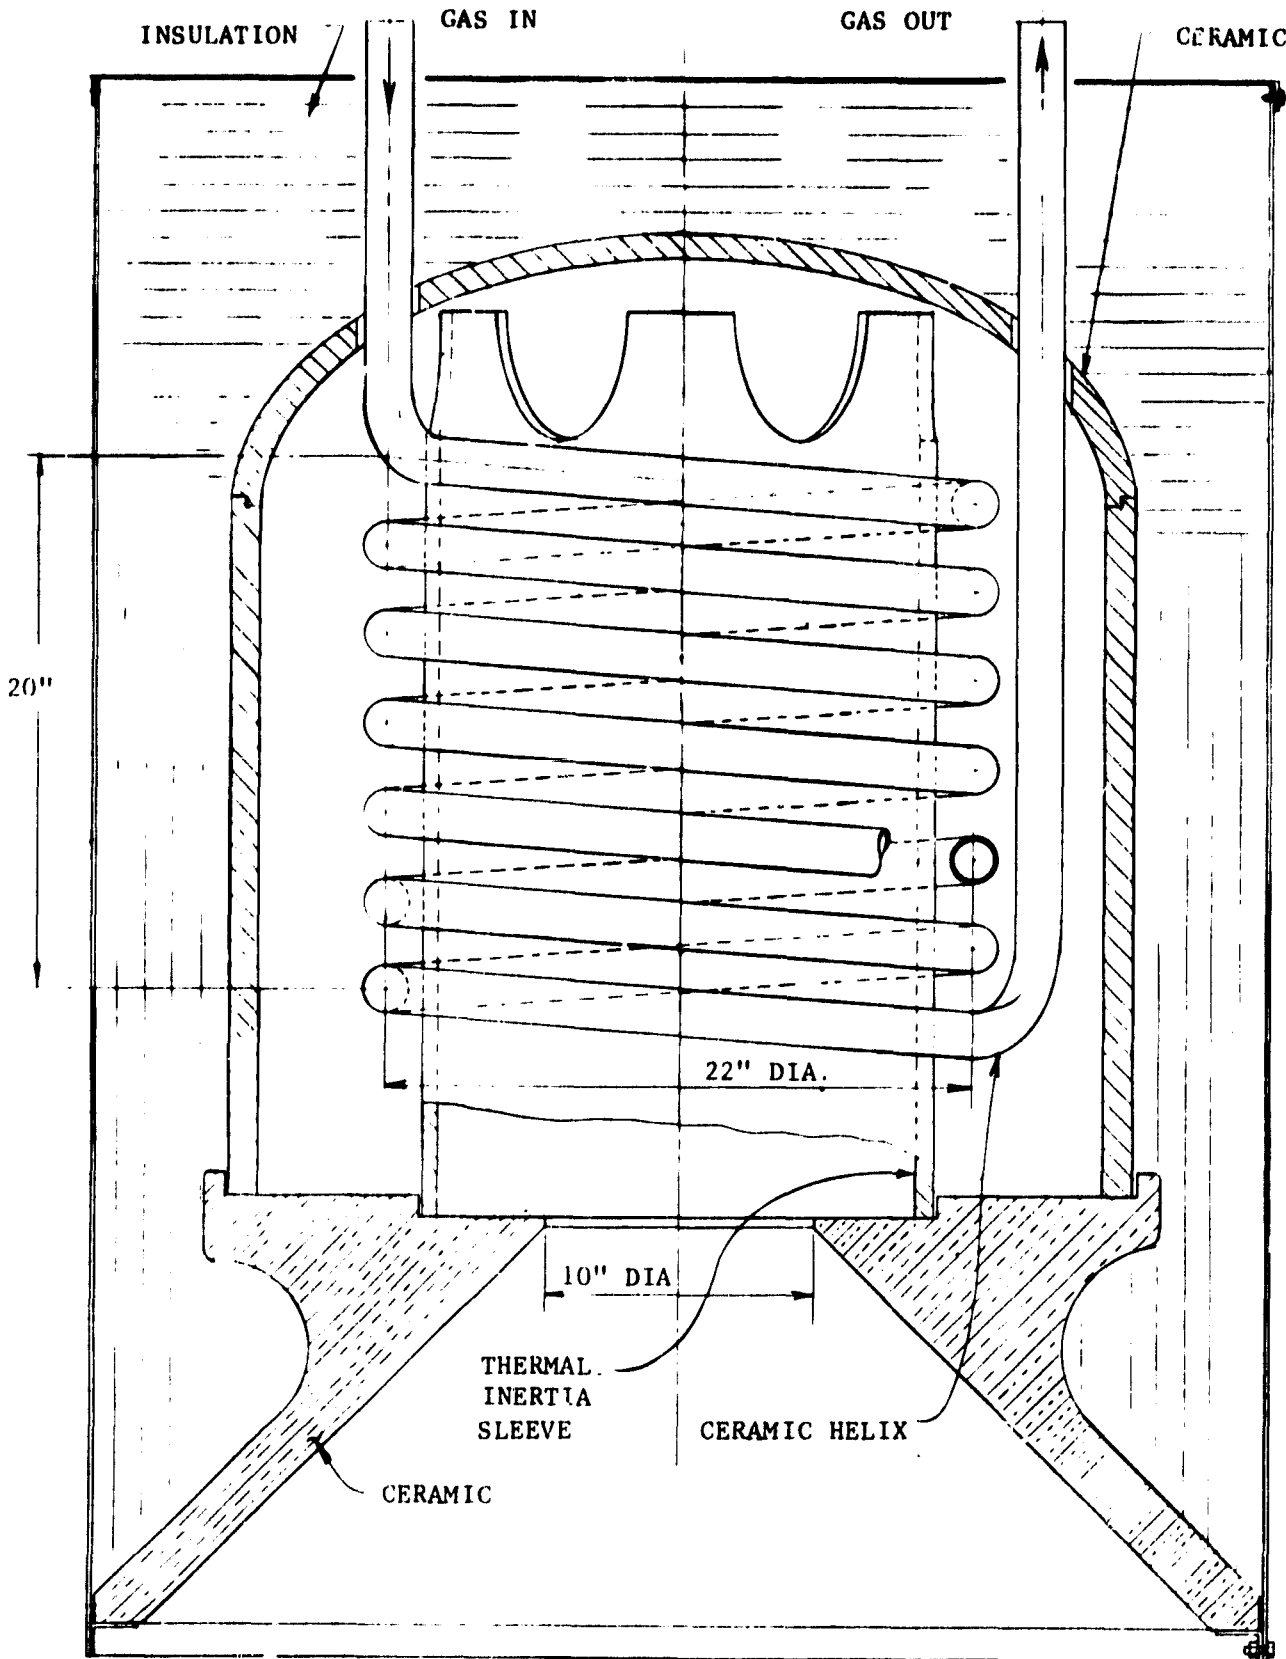 GAS IN
GAS OUT
INSULATION
CERAMIC
20"
22" DIA.
10" DIA
THERMAL
INERTIA
SLEEVE
CERAMIC HELIX
CERAMIC